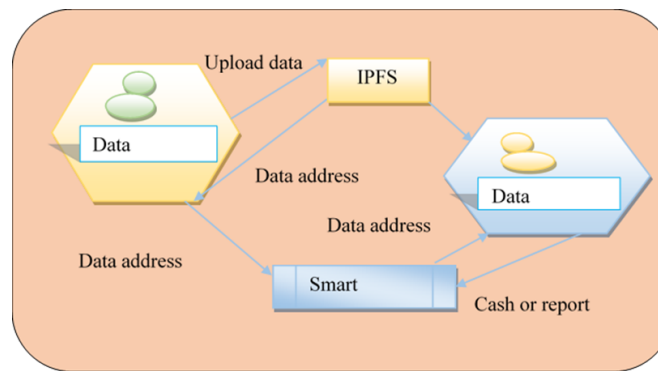 Upload data
IPFS
Data
Data address
Data
Data address
Data address
Smart
Cash or report